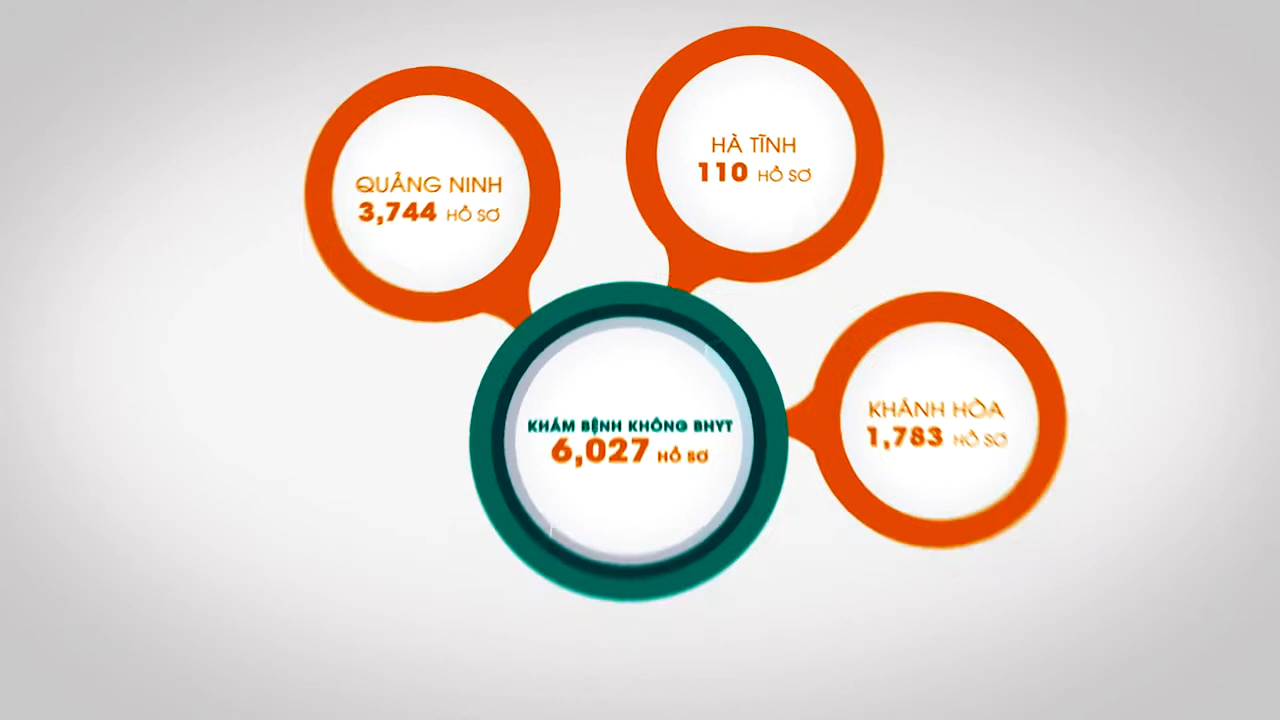 QUẢNG NINH
3,744 HỒ SƠ
HÀ TĨNH
110 HỒ SƠ
KHÁNH HÒA
1,783 HỒ SƠ
KHÁM BỆNH KHÔNG BHYT
6,027 HỒ SƠ